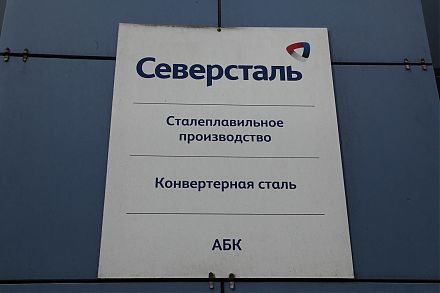 Северсталь
Сталеплавильное
производство
Конвертерная сталь
АБК